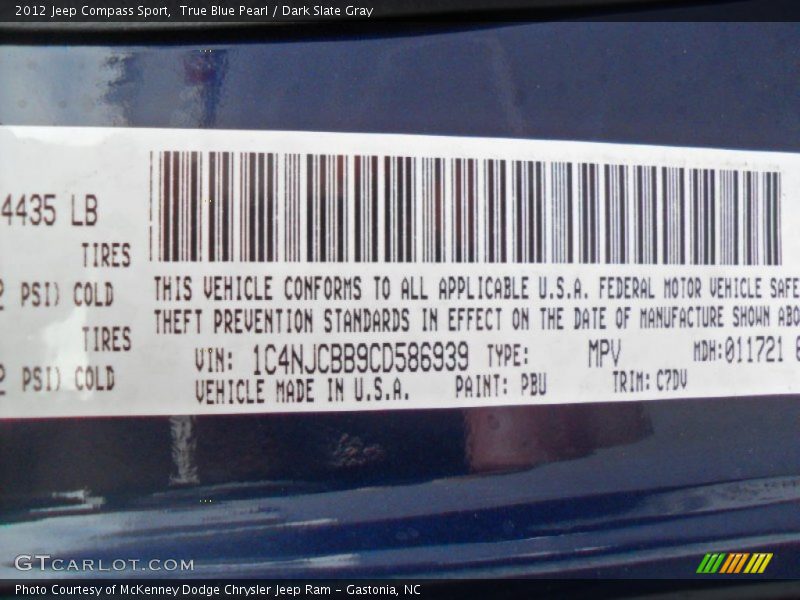 2012 Jeep Compass Sport,  True Blue Pearl / Dark Slate Gray
4435 LB
TIRES
PSI) COLD
TIRES
PSI) COLD
THIS VEHICLE CONFORMS TO ALL APPLICABLE U.S.A. FEDERAL MOTOR VEHICLE SAFE
THEFT PREVENTION STANDARDS IN EFFECT ON THE DATE OF MANUFACTURE SHOWN ABO
VIN: 1C4NJCBB9CD586939 TYPE: MPV MDH:011721
VEHICLE MADE IN U.S.A. PAINT: PBU TRIM: C7DV
GTCARLOT.COM
Photo Courtesy of McKenney Dodge Chrysler Jeep Ram – Gastonia, NC